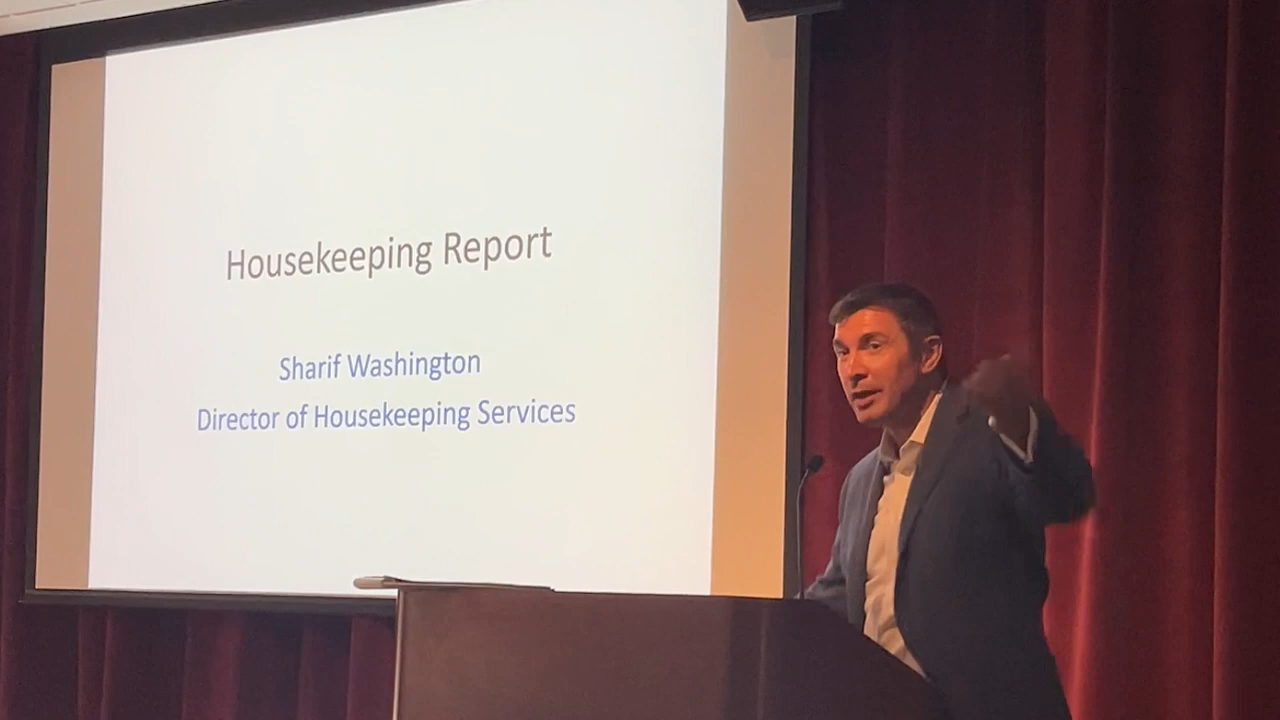 Housekeeping Report
Sharif Washington
Director of Housekeeping Services